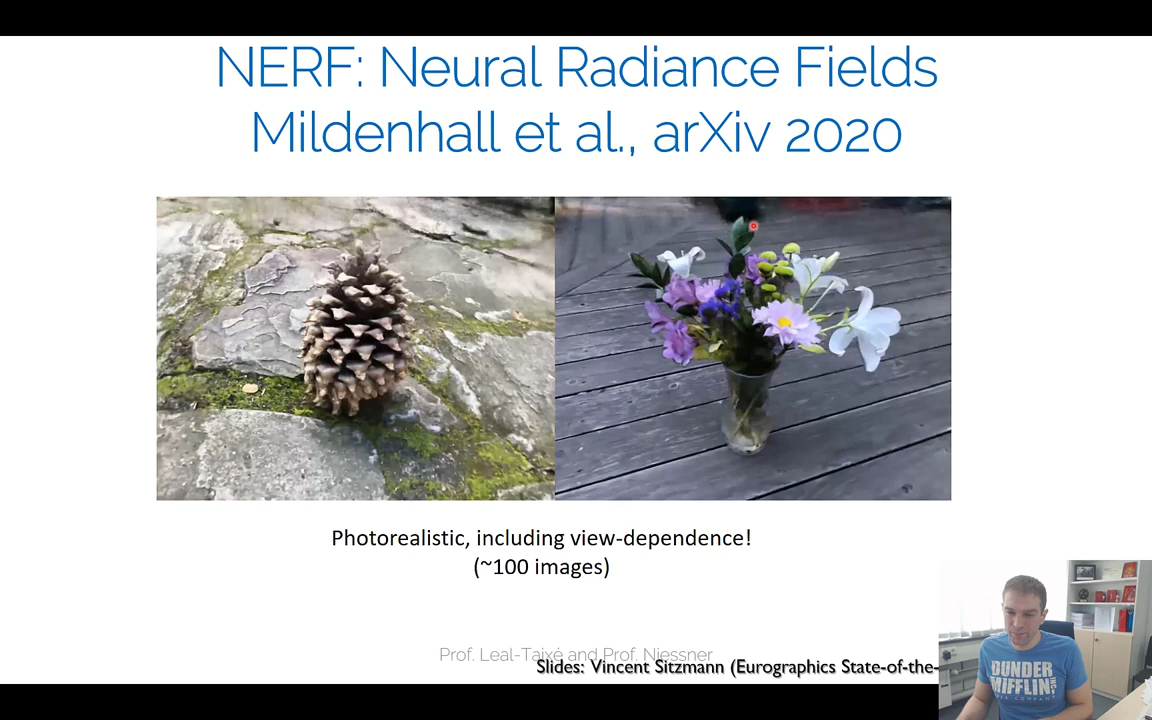 NERF: Neural Radiance Fields
Mildenhall et al., arXiv 2020
Photorealistic, including view-dependence!
(~100 images)
Prof. Leal-Taixé and Prof. Niessner
Slides: Vincent Sitzmann (Eurographics State-of-the-
DUNDER
MIFFLIN